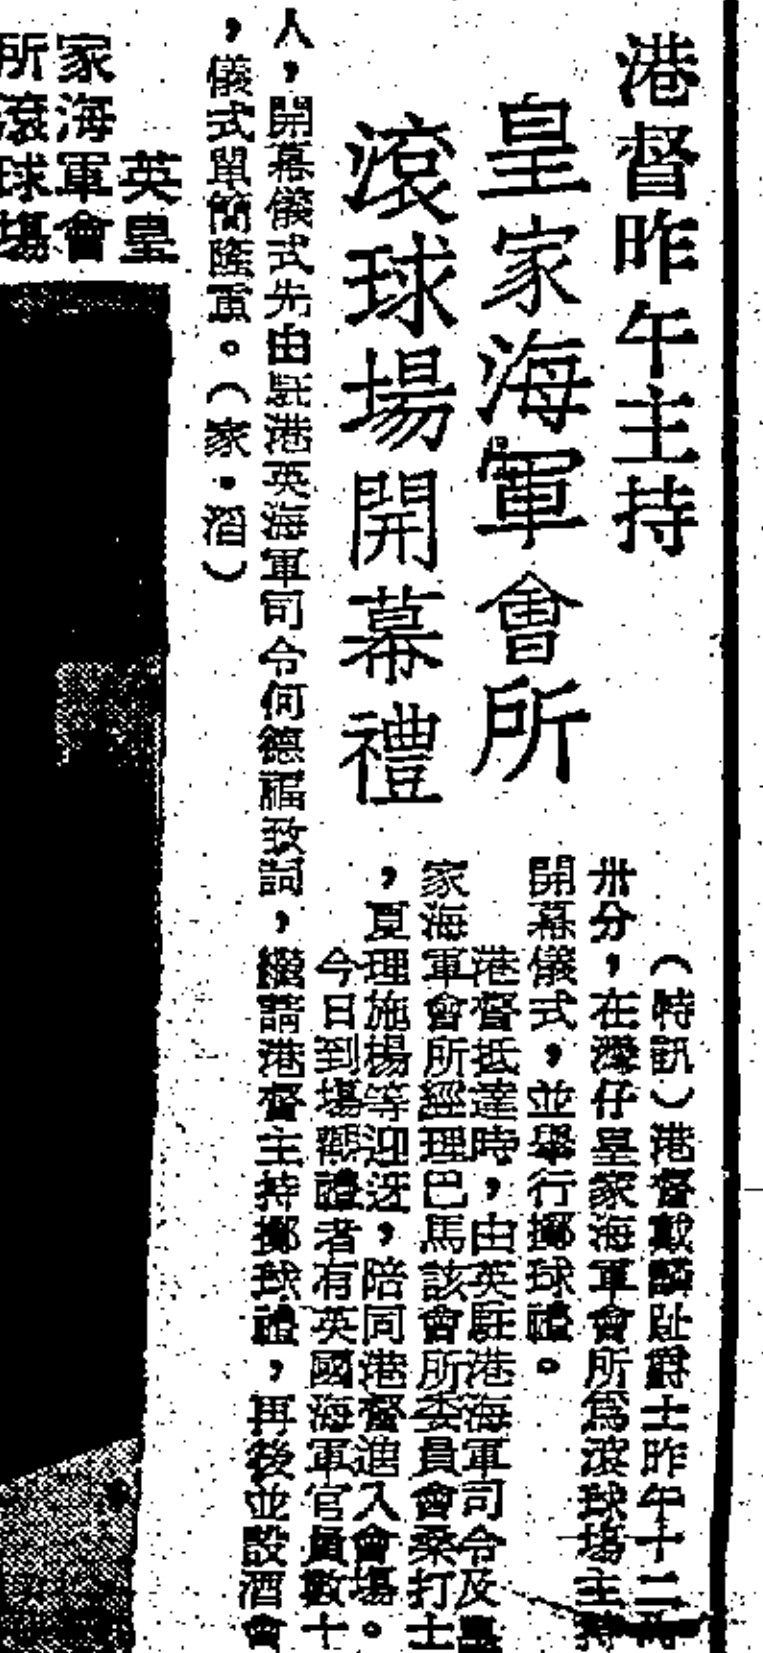 港督昨午主持
皇家海軍會所
滾球場開幕禮
（特訊）港督戴麟趾爵士昨午十二時
卅分，在灣仔皇家海軍會所為滾球場主持
開幕儀式，並舉行擲球禮。
港督抵達時，由英駐港海軍司令及皇
家海軍會所經理巴馬該會所委員會桑打士
，夏理施楊等迎迓，陪同港督進入會場。
今日到場觀禮者有英國海軍官員數十
人，開幕儀式先由駐港英海軍司令何德福致詞，繼請港督主持擲球禮，再後並設酒會
，儀式單簡隆重。（家·滔）
英皇
家海軍會
所滾球場